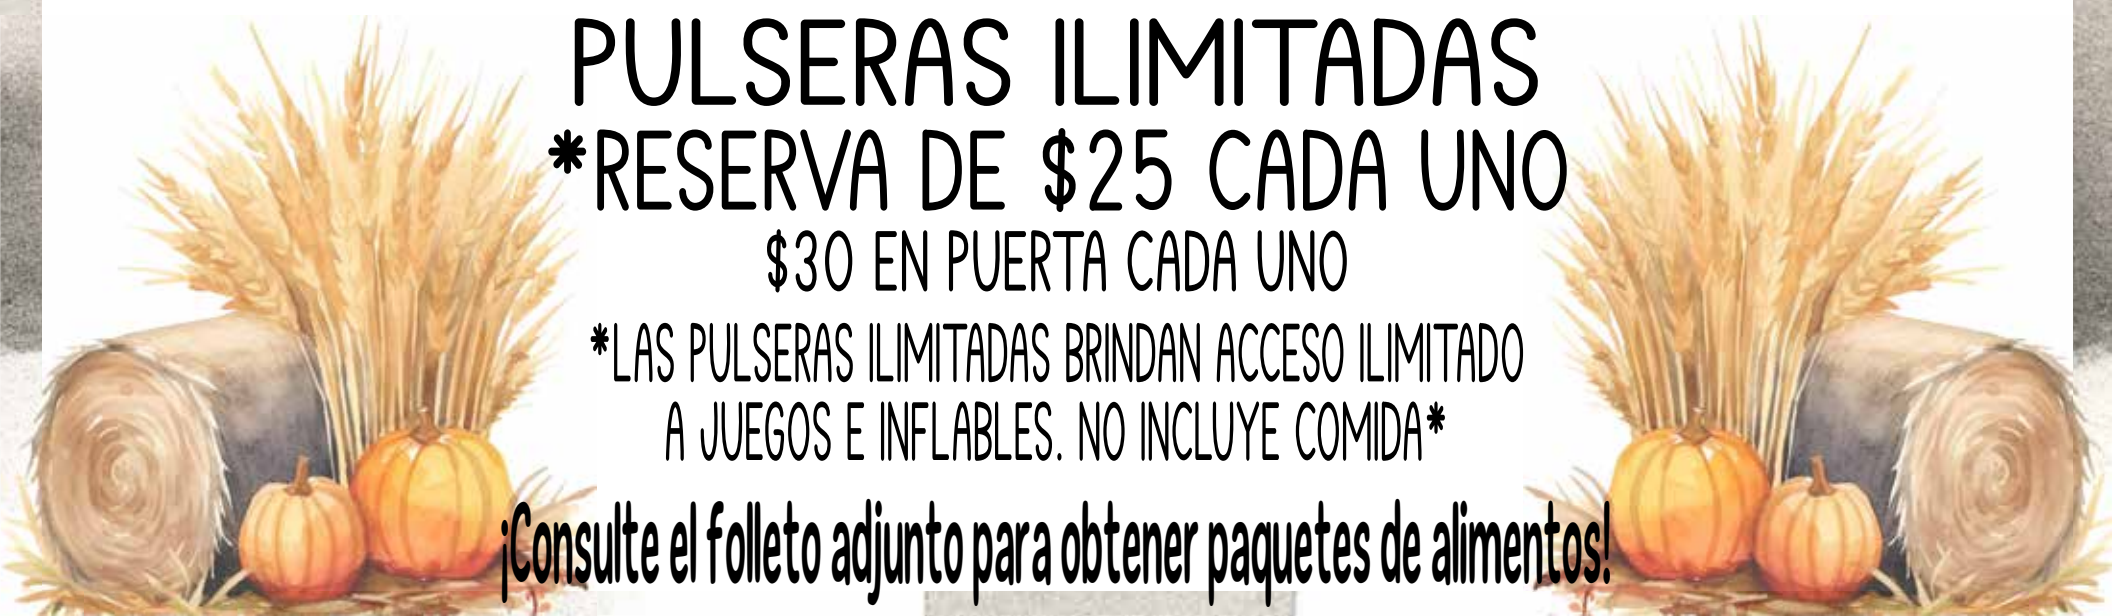 PULSERAS ILIMITADAS
*RESERVA DE $25 CADA UNO
$30 EN PUERTA CADA UNO
*LAS PULSERAS ILIMITADAS BRINDAN ACCESO ILIMITADO
A JUEGOS E INFLABLES. NO INCLUYE COMIDA*
¡Consulte el folleto adjunto para obtener paquetes de alimentos!